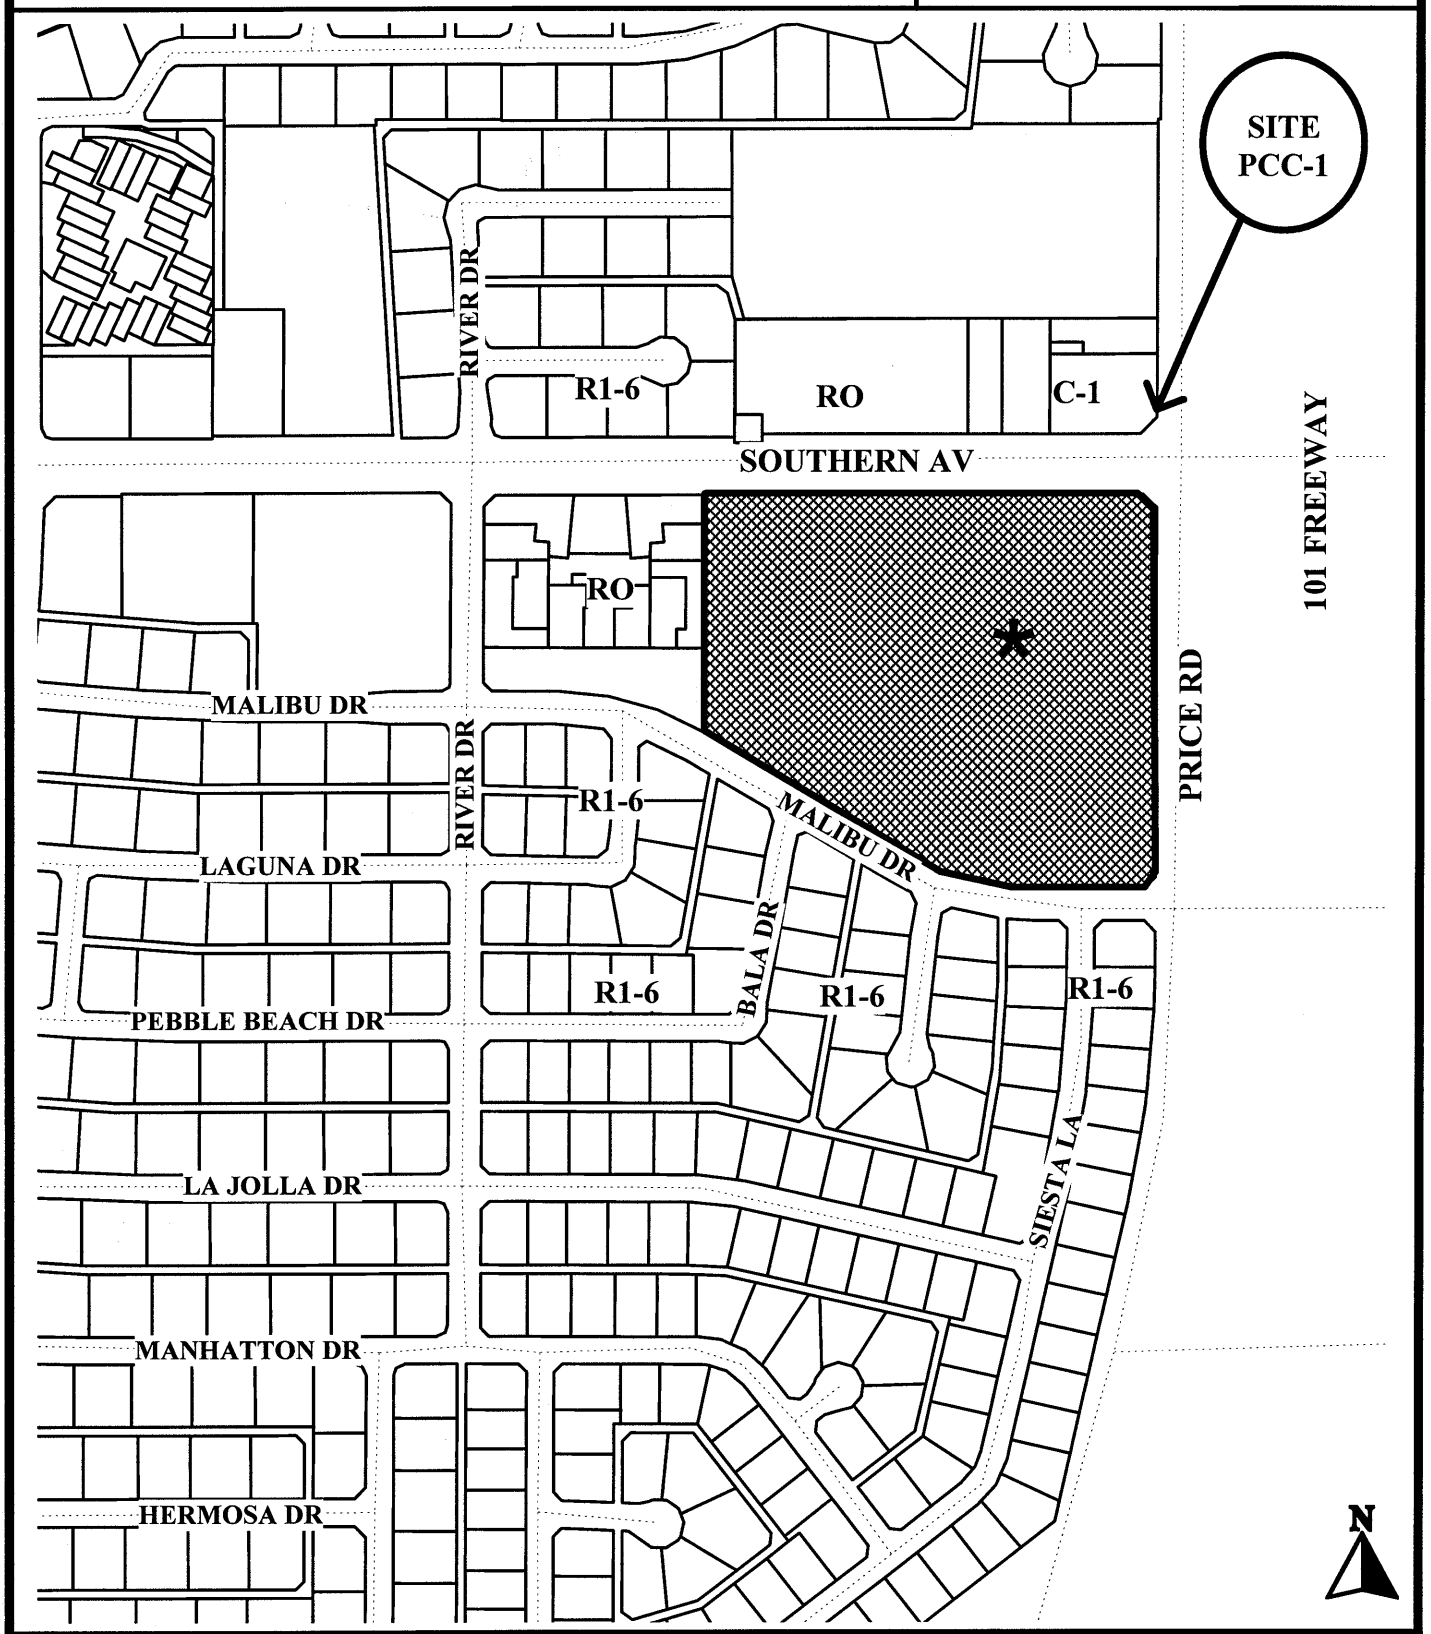 SITE
PCC-1
RIVER DR
R1-6
RO
C-1
101 FREEWAY
SOUTHERN AV
RO
PRICE RD
MALIBU DR
RIVER DR
R1-6
MALIBU DR
LAGUNA DR
BALA DR
R1-6
R1-6
R1-6
PEBBLE BEACH DR
SIESTA LA
LA JOLLA DR
MANHATTON DR
HERMOSA DR
N